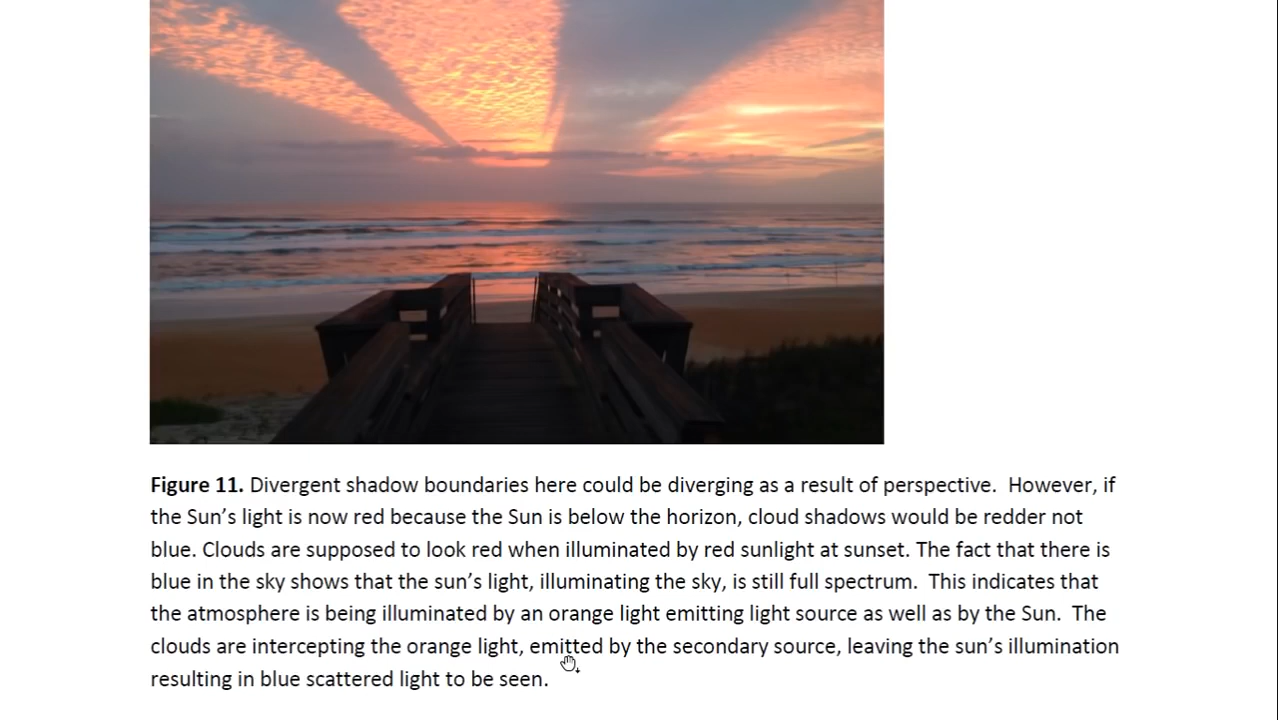 Figure 11. Divergent shadow boundaries here could be diverging as a result of perspective.  However, if
the Sun’s light is now red because the Sun is below the horizon, cloud shadows would be redder not
blue. Clouds are supposed to look red when illuminated by red sunlight at sunset. The fact that there is
blue in the sky shows that the sun’s light, illuminating the sky, is still full spectrum.  This indicates that
the atmosphere is being illuminated by an orange light emitting light source as well as by the Sun.  The
clouds are intercepting the orange light, emitted by the secondary source, leaving the sun’s illumination
resulting in blue scattered light to be seen.